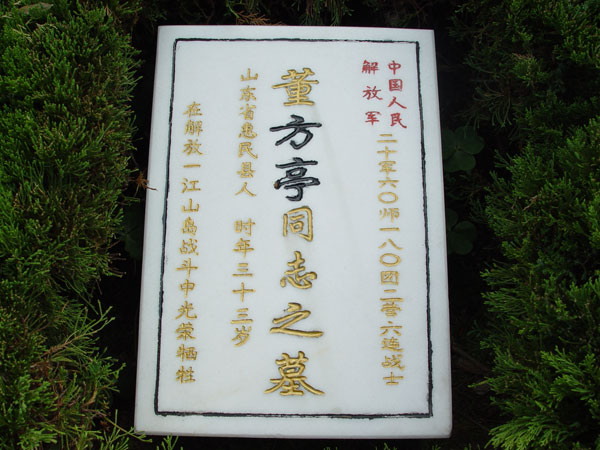 中国人民
解放军
二十军六〇师一八〇团二营六连战士
董方亭同志之墓
山东省惠民县人 时年三十三岁
在解放一江山岛战斗中光荣牺牲